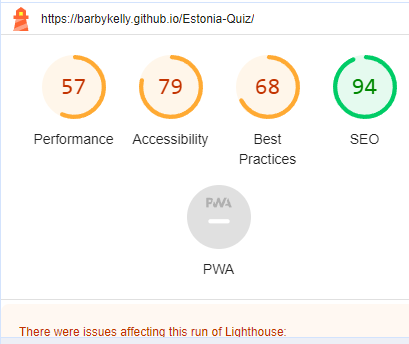 https://barbykelly.github.io/Estonia-Quiz/
57 79 68 94
Performance Accessibility Best Practices SEO
PWA
PWA
There were issues affecting this run of Lighthouse: